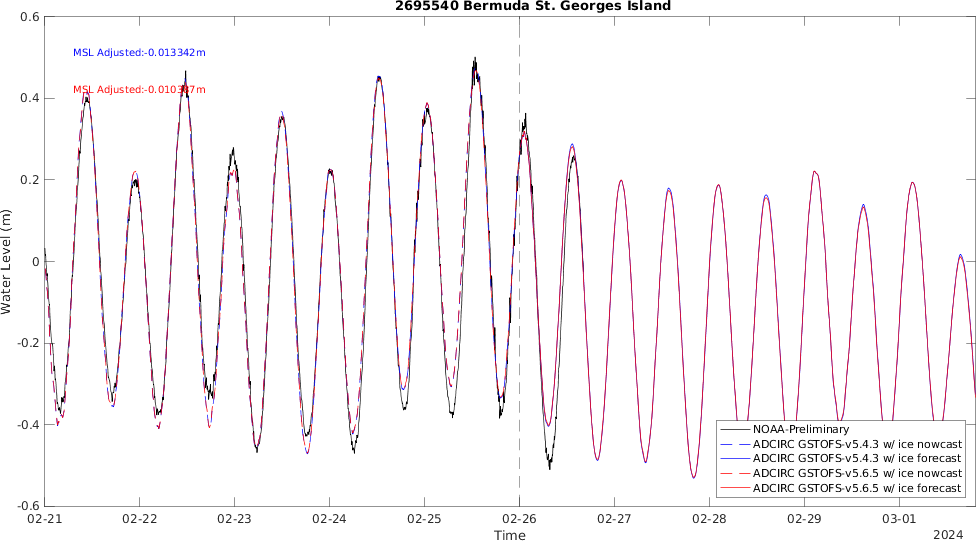 2695540 Bermuda St. Georges Island
0.6
MSL Adjusted:-0.013342m
MSL Adjusted:-0.010387m
0.4
0.2
0
-0.2
-0.4
-0.6
Water Level (m)
NOAA-Preliminary
ADCIRC GSTOFS-v5.4.3 w/ ice nowcast
ADCIRC GSTOFS-v5.4.3 w/ ice forecast
ADCIRC GSTOFS-v5.6.5 w/ ice nowcast
ADCIRC GSTOFS-v5.6.5 w/ ice forecast
02-21 02-22 02-23 02-24 02-25 02-26 02-27 02-28 02-29 03-01
Time
2024